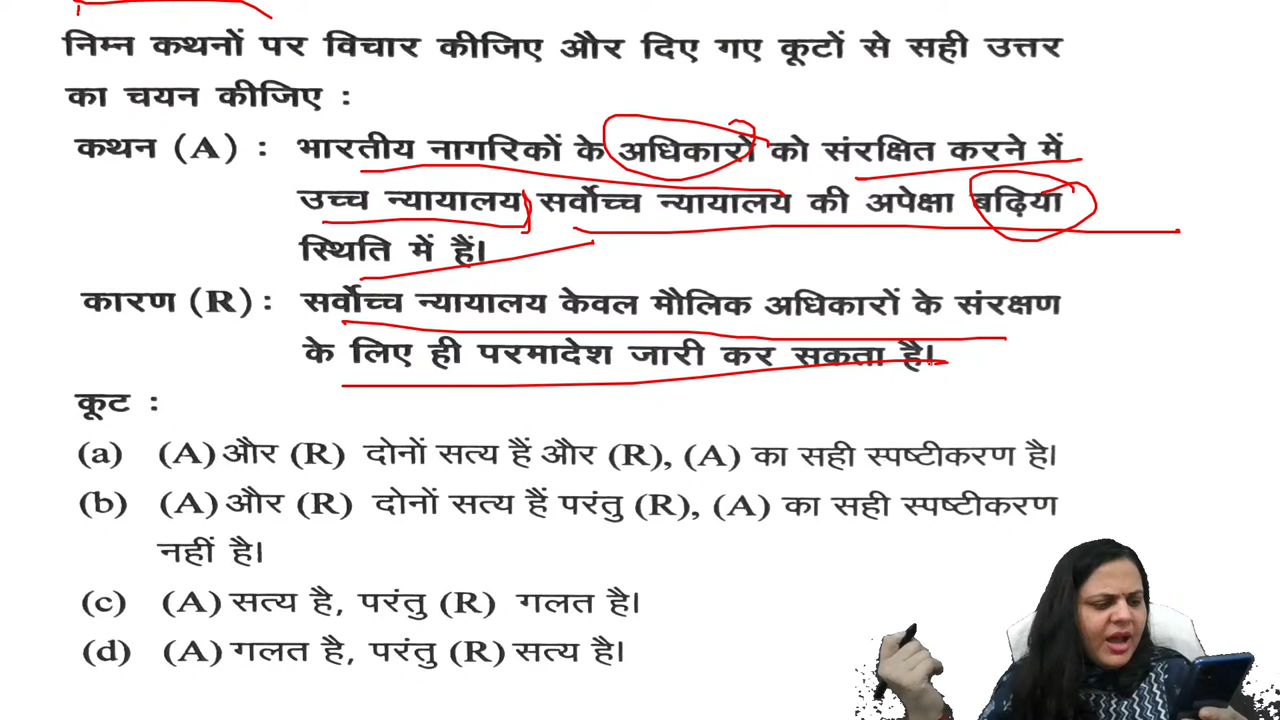 निम्न कथनों पर विचार कीजिए और दिए गए कूटों से सही उत्तर
का चयन कीजिए :
कथन (A) : भारतीय नागरिकों के अधिकारों को संरक्षित करने में
उच्च न्यायालय सर्वोच्च न्यायालय की अपेक्षा बढ़िया
स्थिति में हैं।
कारण (R) : सर्वोच्च न्यायालय केवल मौलिक अधिकारों के संरक्षण
के लिए ही परमादेश जारी कर सकता है।
कूट :
(a) (A) और (R) दोनों सत्य हैं और (R), (A) का सही स्पष्टीकरण है।
(b) (A) और (R) दोनों सत्य हैं परंतु (R), (A) का सही स्पष्टीकरण
नहीं है।
(c) (A) सत्य है, परंतु (R) गलत है।
(d) (A) गलत है, परंतु (R) सत्य है।